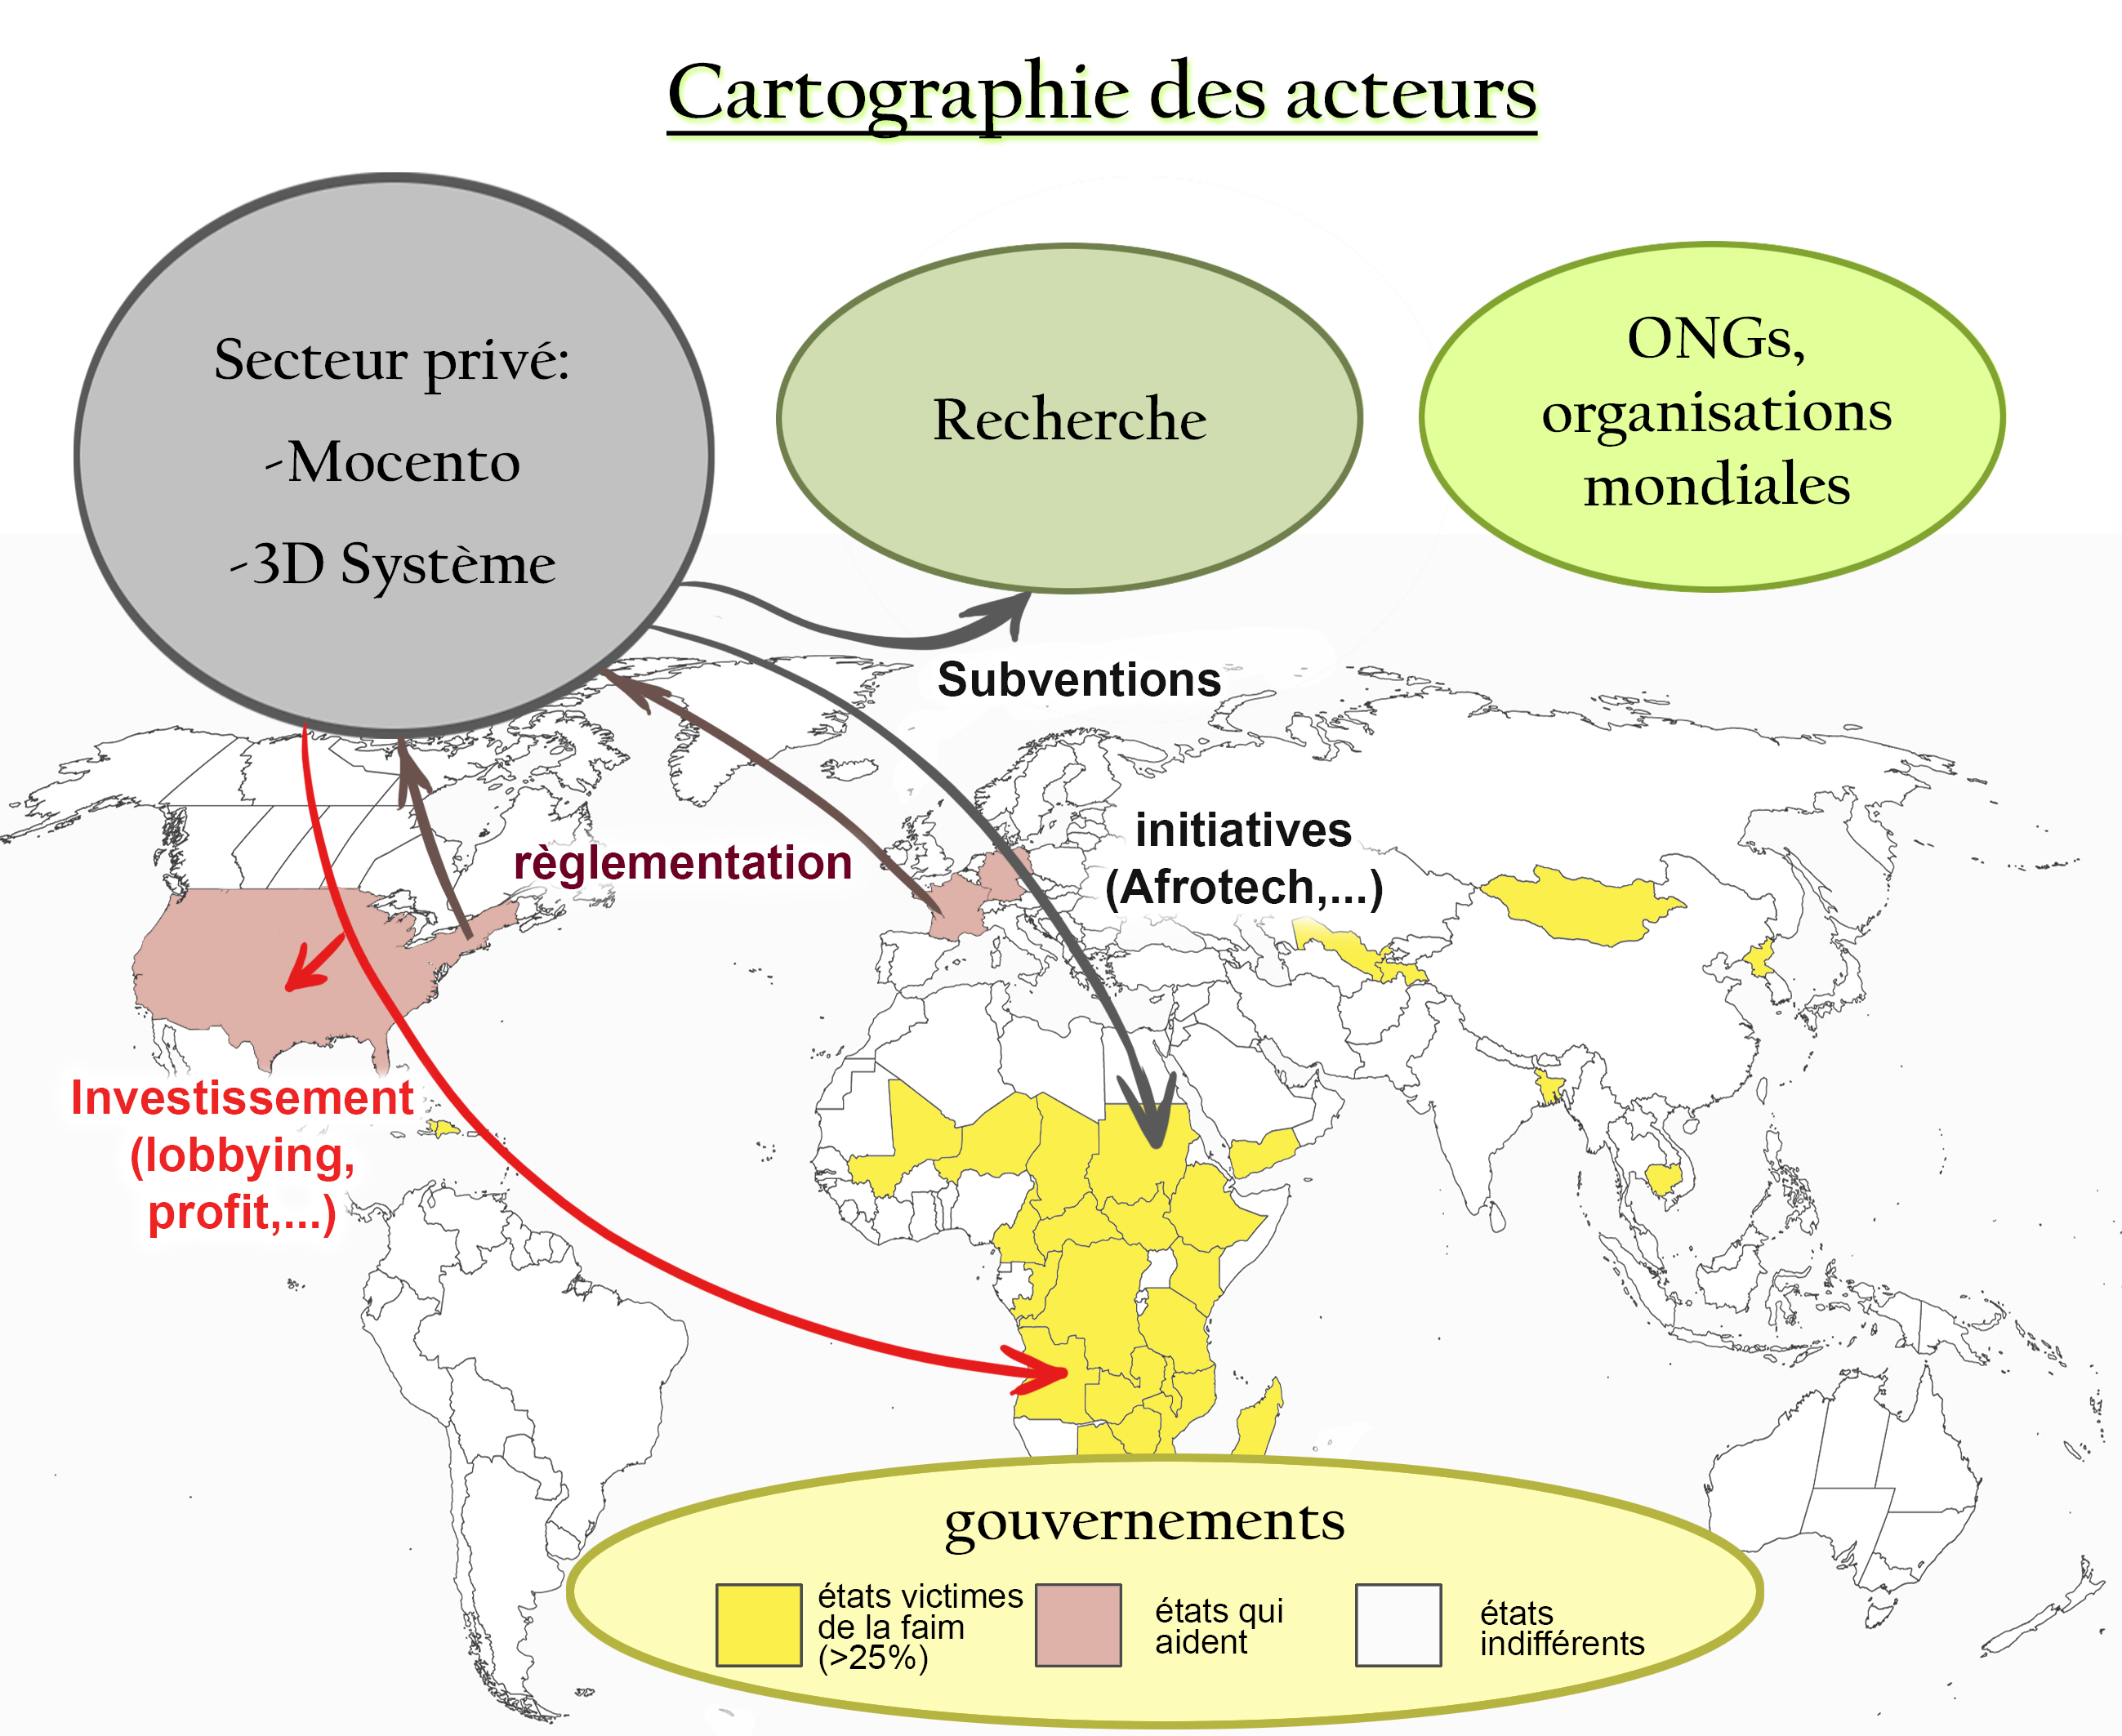 Cartographie des acteurs
Secteur privé:
-Mocento
-3D Système
Recherche
ONGs,
organisations
mondiales
Subventions
initiatives
(Afrotech,...)
règlementation
Investissement
(lobbying,
profit,...)
gouvernements
états victimes
de la faim
(>25%)
états qui
aident
états
indifférents